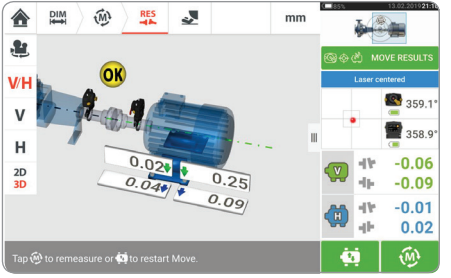 DIM RES mm
85% 13.02.2019 21:18
MOVE RESULTS
Laser centered
359.1°
358.9°
V/H
V
H
2D
3D
OK
0.02 0.25
0.04 0.09
V -0.06
-0.09
H -0.01
0.02
Tap M to remeasure or to restart Move.
M